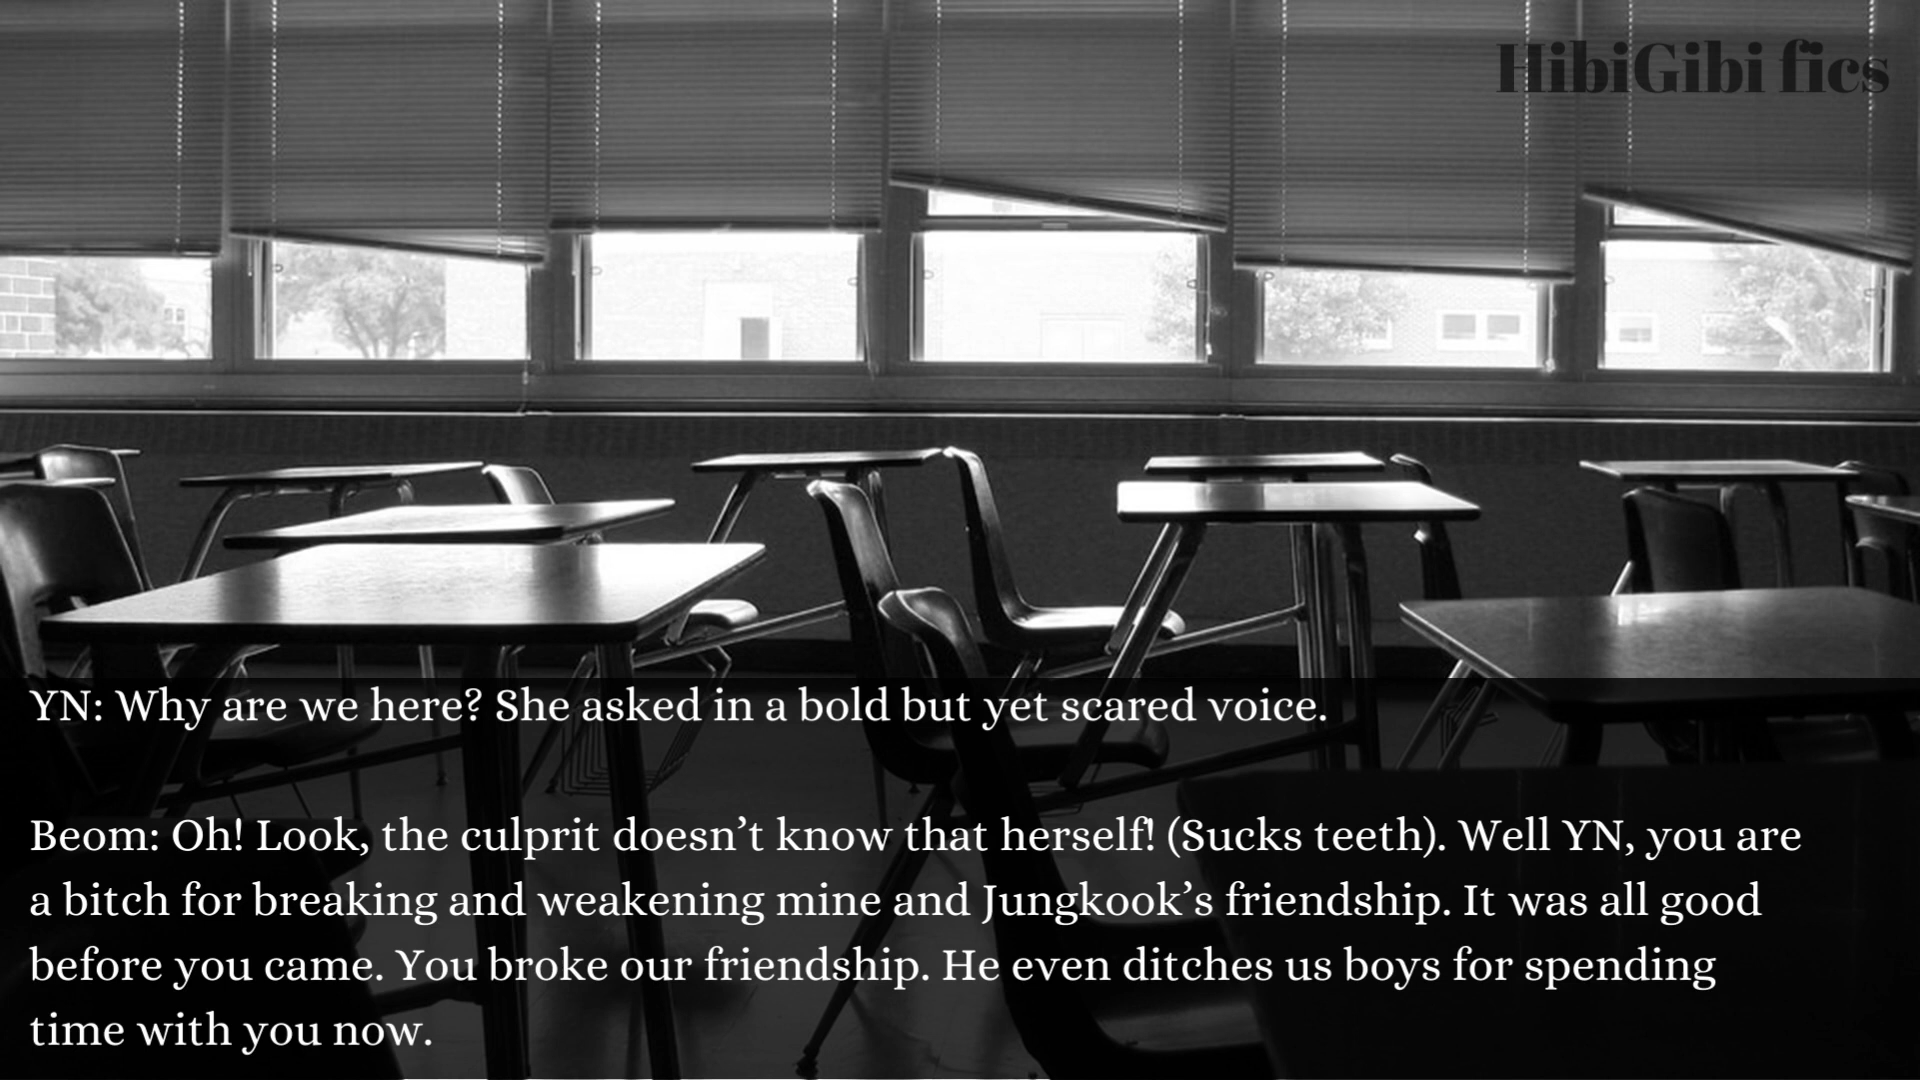 HibiGibi fics
YN: Why are we here? She asked in a bold but yet scared voice.
Beom: Oh! Look, the culprit doesn’t know that herself! (Sucks teeth). Well YN, you are
a bitch for breaking and weakening mine and Jungkook’s friendship. It was all good
before you came. You broke our friendship. He even ditches us boys for spending
time with you now.